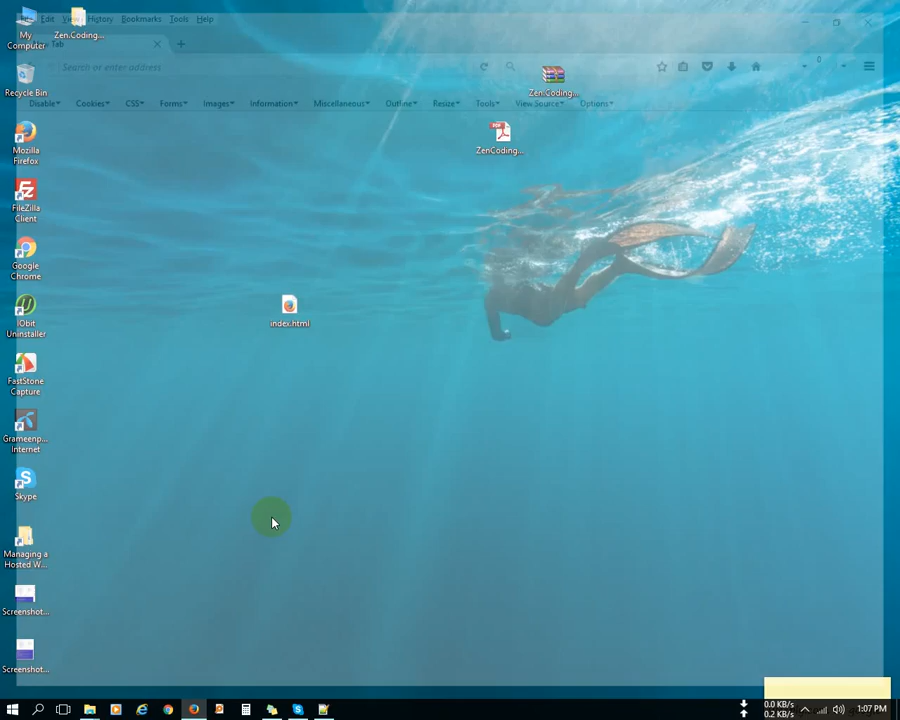 Edit View History Bookmarks Tools Help
Tab
Search or enter address
0
Disable Cookies CSS Forms Images Information Miscellaneous Outline Resize Tools View Source Options
My
Computer
Zen.Coding...
Recycle Bin
Zen.Coding...
Mozilla
Firefox
ZenCoding...
FileZilla
Client
Google
Chrome
IObit
Uninstaller
index.html
FastStone
Capture
Grameenp...
Internet
Skype
Managing a
Hosted W...
Screenshot...
Screenshot...
0.0 KB/s
0.2 KB/s
1:07 PM